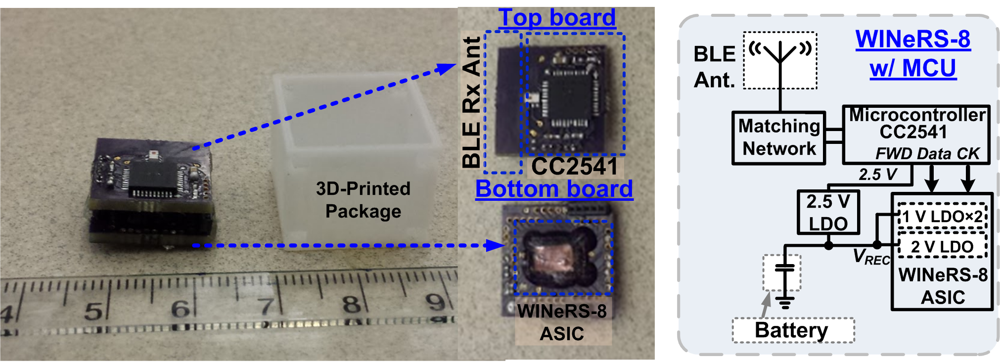 Top board
BLE Rx Ant
CC2541
3D-Printed
Package
Bottom board
WINeRS-8
ASIC
4 5 6 7 8 9
WINeRS-8
w/ MCU
BLE
Ant.
Matching
Network
Microcontroller
CC2541
FWD Data CK
2.5 V
2.5 V
LDO
1 V LDO×2
2 V LDO
VREC
WINeRS-8
ASIC
Battery